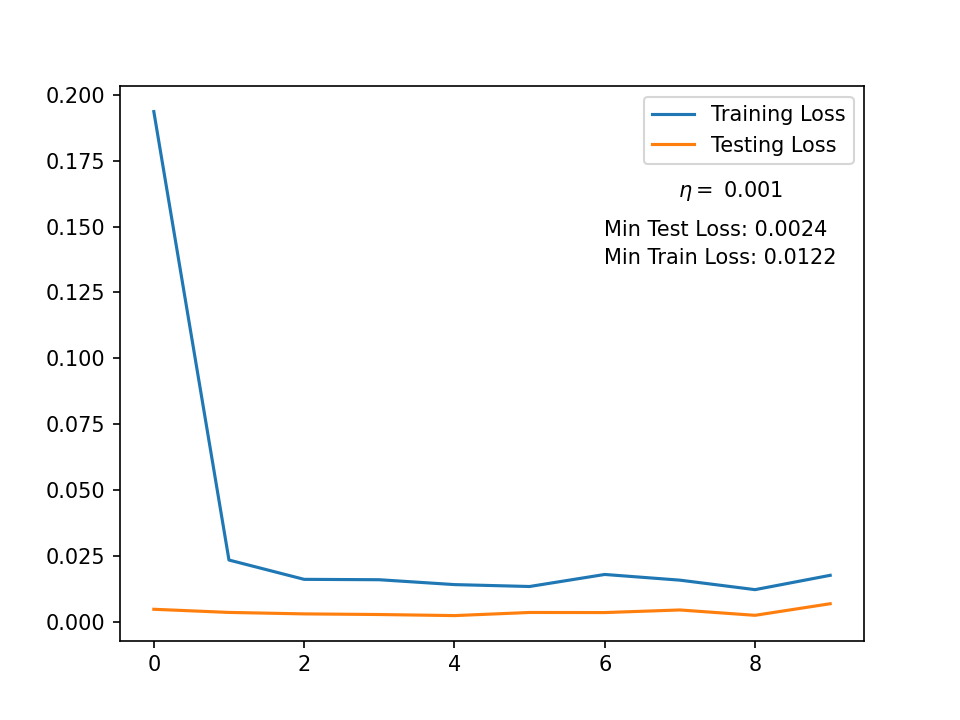 0.200
0.175
0.150
0.125
0.100
0.075
0.050
0.025
0.000
0 2 4 6 8
Training Loss
Testing Loss
η = 0.001
Min Test Loss: 0.0024
Min Train Loss: 0.0122